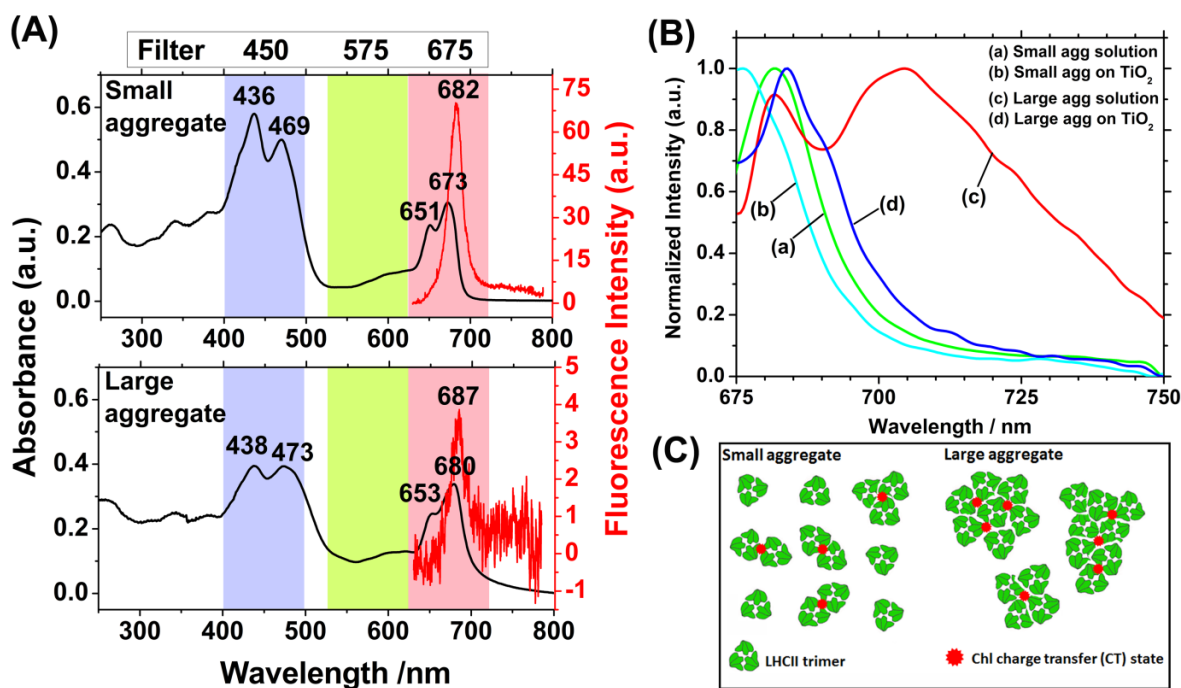 (A)
Filter 450 575 675
Small aggregate
436
469
651
673
682
0.6
0.4
0.2
0.0
75
60
45
30
15
0
300 400 500 600 700 800
Large aggregate
438
473
653
680
687
0.6
0.4
0.2
0.0
5
4
3
2
1
0
-1
300 400 500 600 700 800
Absorbance (a.u.)
Fluorescence Intensity (a.u.)
Wavelength /nm
(B)
(a) Small agg solution
(b) Small agg on TiO2
(c) Large agg solution
(d) Large agg on TiO2
1.0
0.8
0.6
0.4
0.2
0.0
(b)
(a)
(d)
(c)
675 700 725 750
Normalized Intensity (a.u.)
Wavelength / nm
(C)
Small aggregate
Large aggregate
LHCII trimer
Chl charge transfer (CT) state